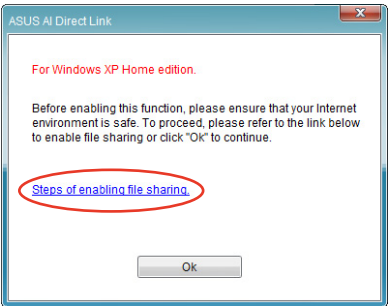 ASUS AI Direct Link
For Windows XP Home edition.
Before enabling this function, please ensure that your Internet
environment is safe. To proceed, please refer to the link below
to enable file sharing or click "Ok" to continue.
Steps of enabling file sharing.
Ok